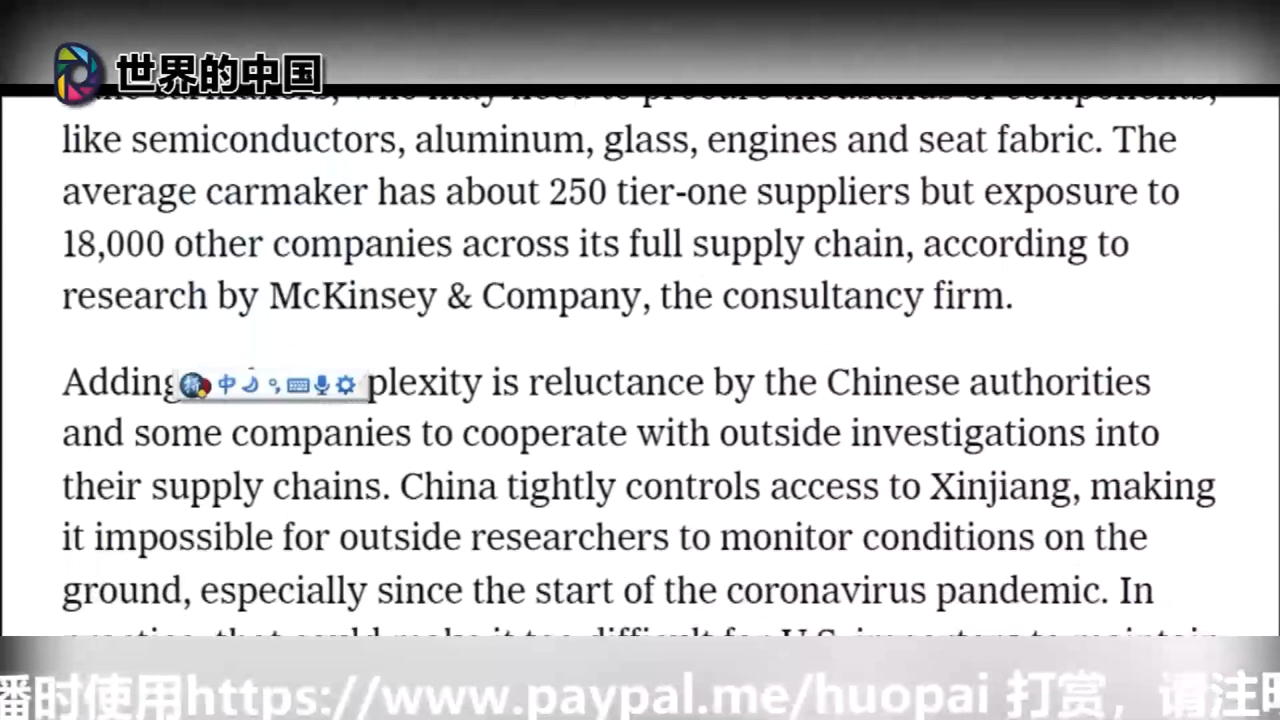 世界的中国
like semiconductors, aluminum, glass, engines and seat fabric. The
average carmaker has about 250 tier-one suppliers but exposure to
18,000 other companies across its full supply chain, according to
research by McKinsey & Company, the consultancy firm.
Adding plexity is reluctance by the Chinese authorities
中
and some companies to cooperate with outside investigations into
their supply chains. China tightly controls access to Xinjiang, making
it impossible for outside researchers to monitor conditions on the
ground, especially since the start of the coronavirus pandemic. In
播时使用https://www.paypal.me/huopai 打赏，请注明